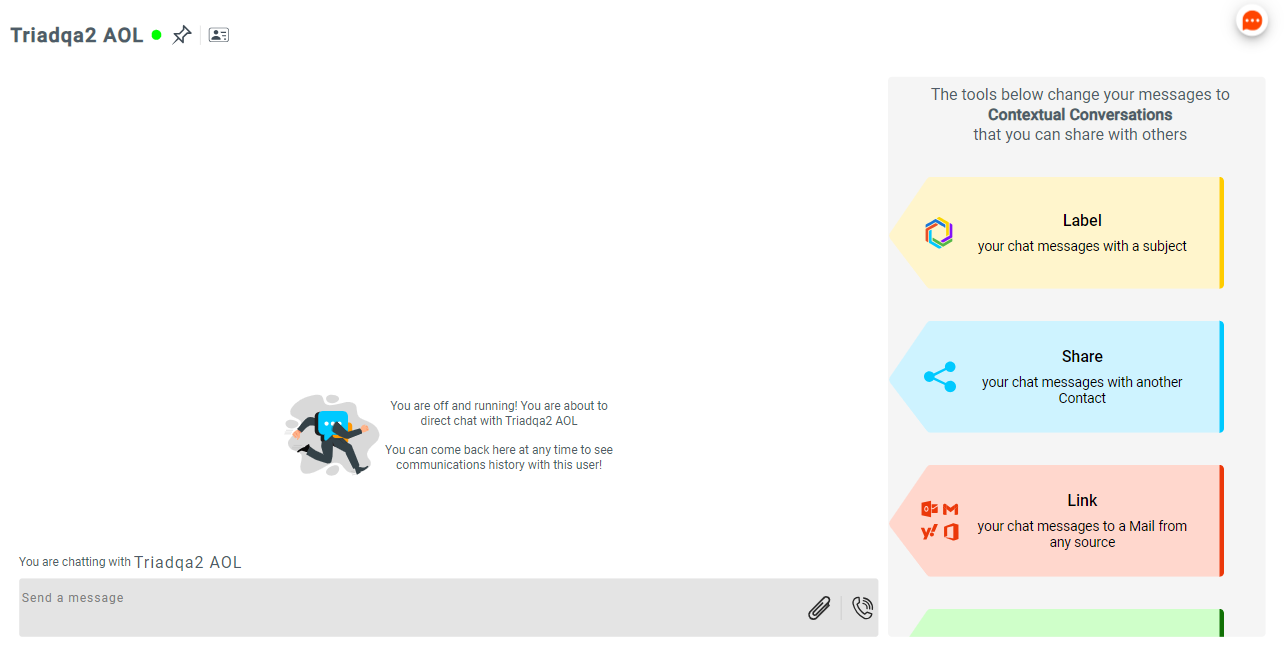 Triadqa2 AOL
The tools below change your messages to
Contextual Conversations
that you can share with others
Label
your chat messages with a subject
Share
your chat messages with another
Contact
Link
your chat messages to a Mail from
any source
You are off and running! You are about to
direct chat with Triadqa2 AOL
You can come back here at any time to see
communications history with this user!
You are chatting with Triadqa2 AOL
Send a message